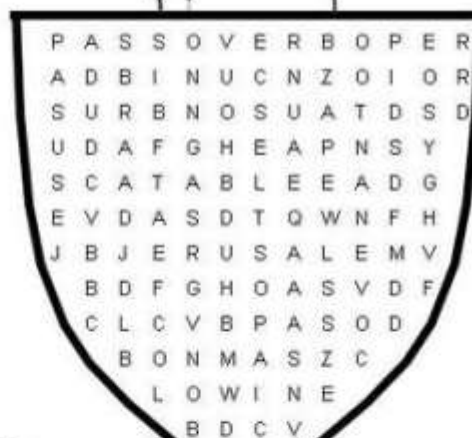 P A S S O V E R B O P E R
A D B I N U C N Z O I O R
S U R B N O S U A T D S D
U D A F G H E A P N S Y
S C A T A B L E E A D G
E V D A S D T Q W N F H
J B J E R U S A L E M V
B D F G H O A S V D F
C L C V B P A S O D
B O N M A S Z C
L O W I N E
B D C V